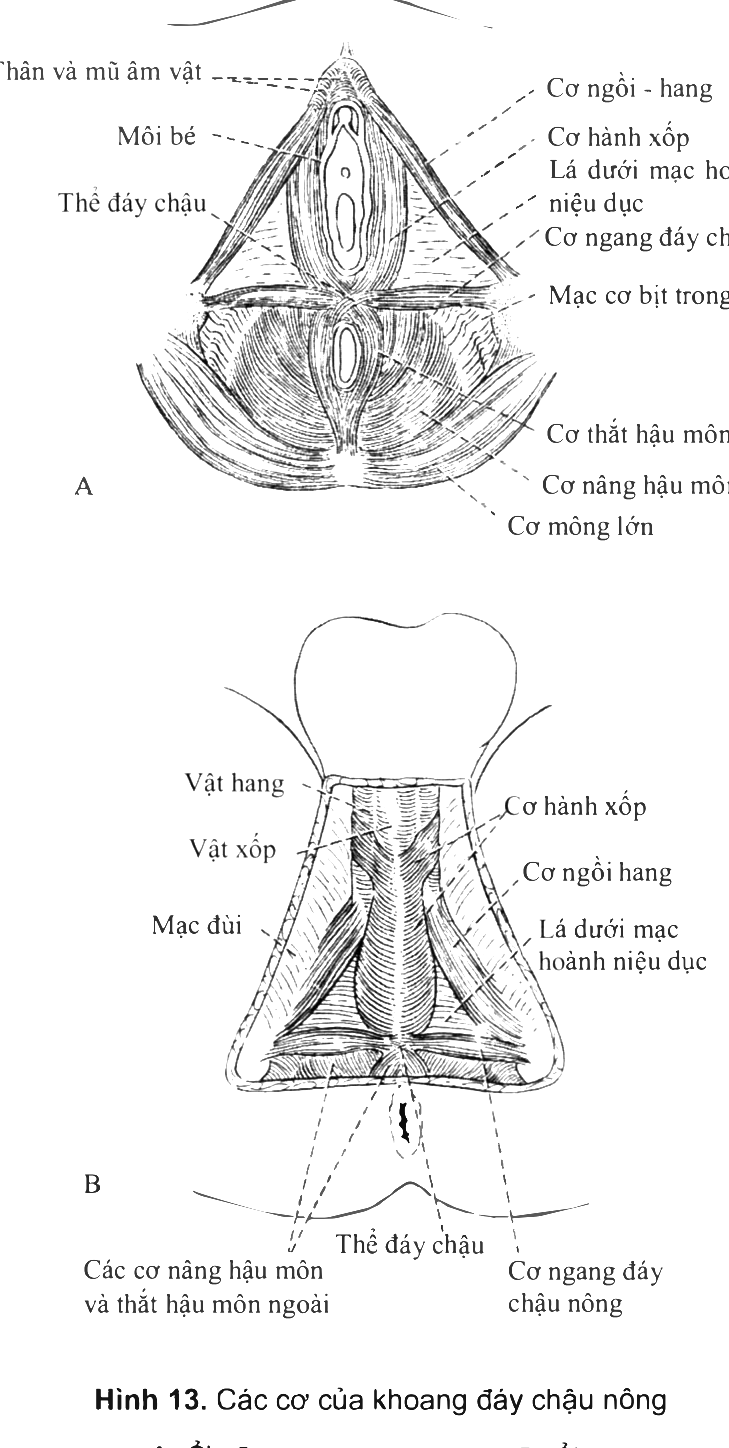 Thân và mũ âm vật
Môi bé
Thể đáy chậu
Cơ ngồi - hang
Cơ hành xốp
Lá dưới mạc ho
niệu dục
Cơ ngang đáy ch
Mạc cơ bịt trong
Cơ thắt hậu môn
Cơ nâng hậu môn
Cơ mông lớn
A
Vật hang
Vật xốp
Mạc đùi
Cơ hành xốp
Cơ ngồi hang
Lá dưới mạc
hoành niệu dục
B
Thể đáy chậu
Các cơ nâng hậu môn
và thắt hậu môn ngoài
Cơ ngang đáy
chậu nông
Hình 13. Các cơ của khoang đáy chậu nông